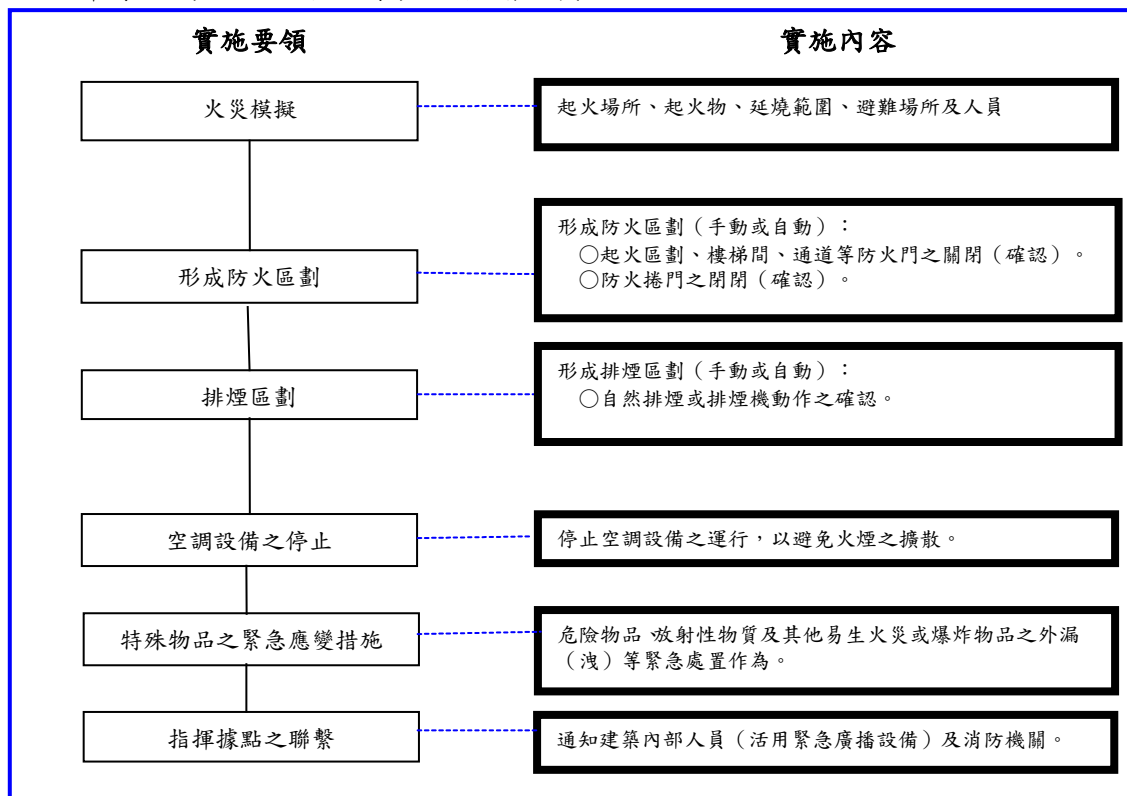 實施要領
實施內容
火災模擬
起火場所、起火物、延燒範圍、避難場所及人員
形成防火區劃
形成防火區劃（手動或自動）：
○起火區劃、樓梯間、通道等防火門之關閉（確認）。
○防火捲門之閉閉（確認）。
排煙區劃
形成排煙區劃（手動或自動）：
○自然排煙或排煙機動作之確認。
空調設備之停止
停止空調設備之運行，以避免火煙之擴散。
特殊物品之緊急應變措施
危險物品、放射性物質及其他易生火災或爆炸物品之外漏
（洩）等緊急處置作為。
指揮據點之聯繫
通知建築內部人員（活用緊急廣播設備）及消防機關。